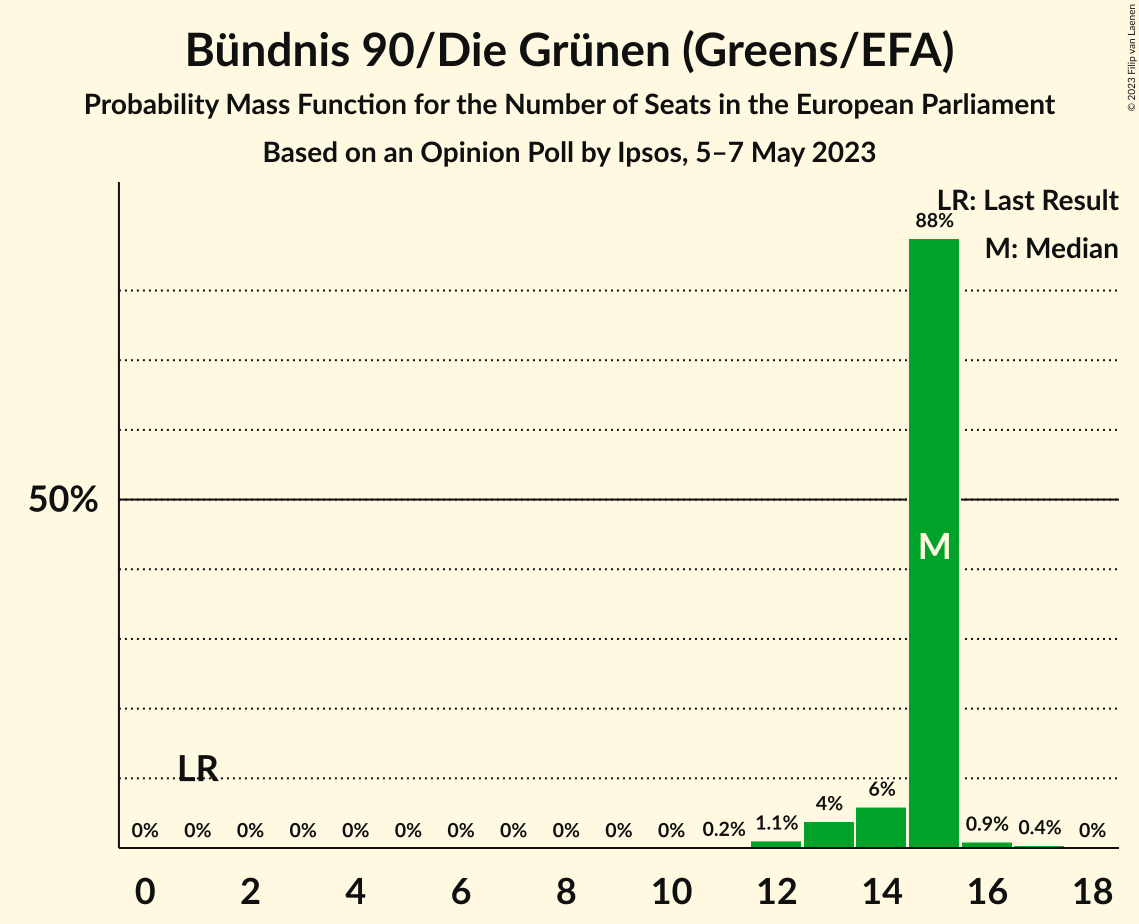 Bündnis 90/Die Grünen (Greens/EFA)
Probability Mass Function for the Number of Seats in the European Parliament
Based on an Opinion Poll by Ipsos, 5–7 May 2023
© 2023 Filip van Laenen
LR: Last Result
88%
M: Median
50%
M
LR
0% 0% 0% 0% 0% 0% 0% 0% 0% 0% 0% 0.2% 1.1% 4% 6% 0.9% 0.4% 0%
0 2 4 6 8 10 12 14 16 18